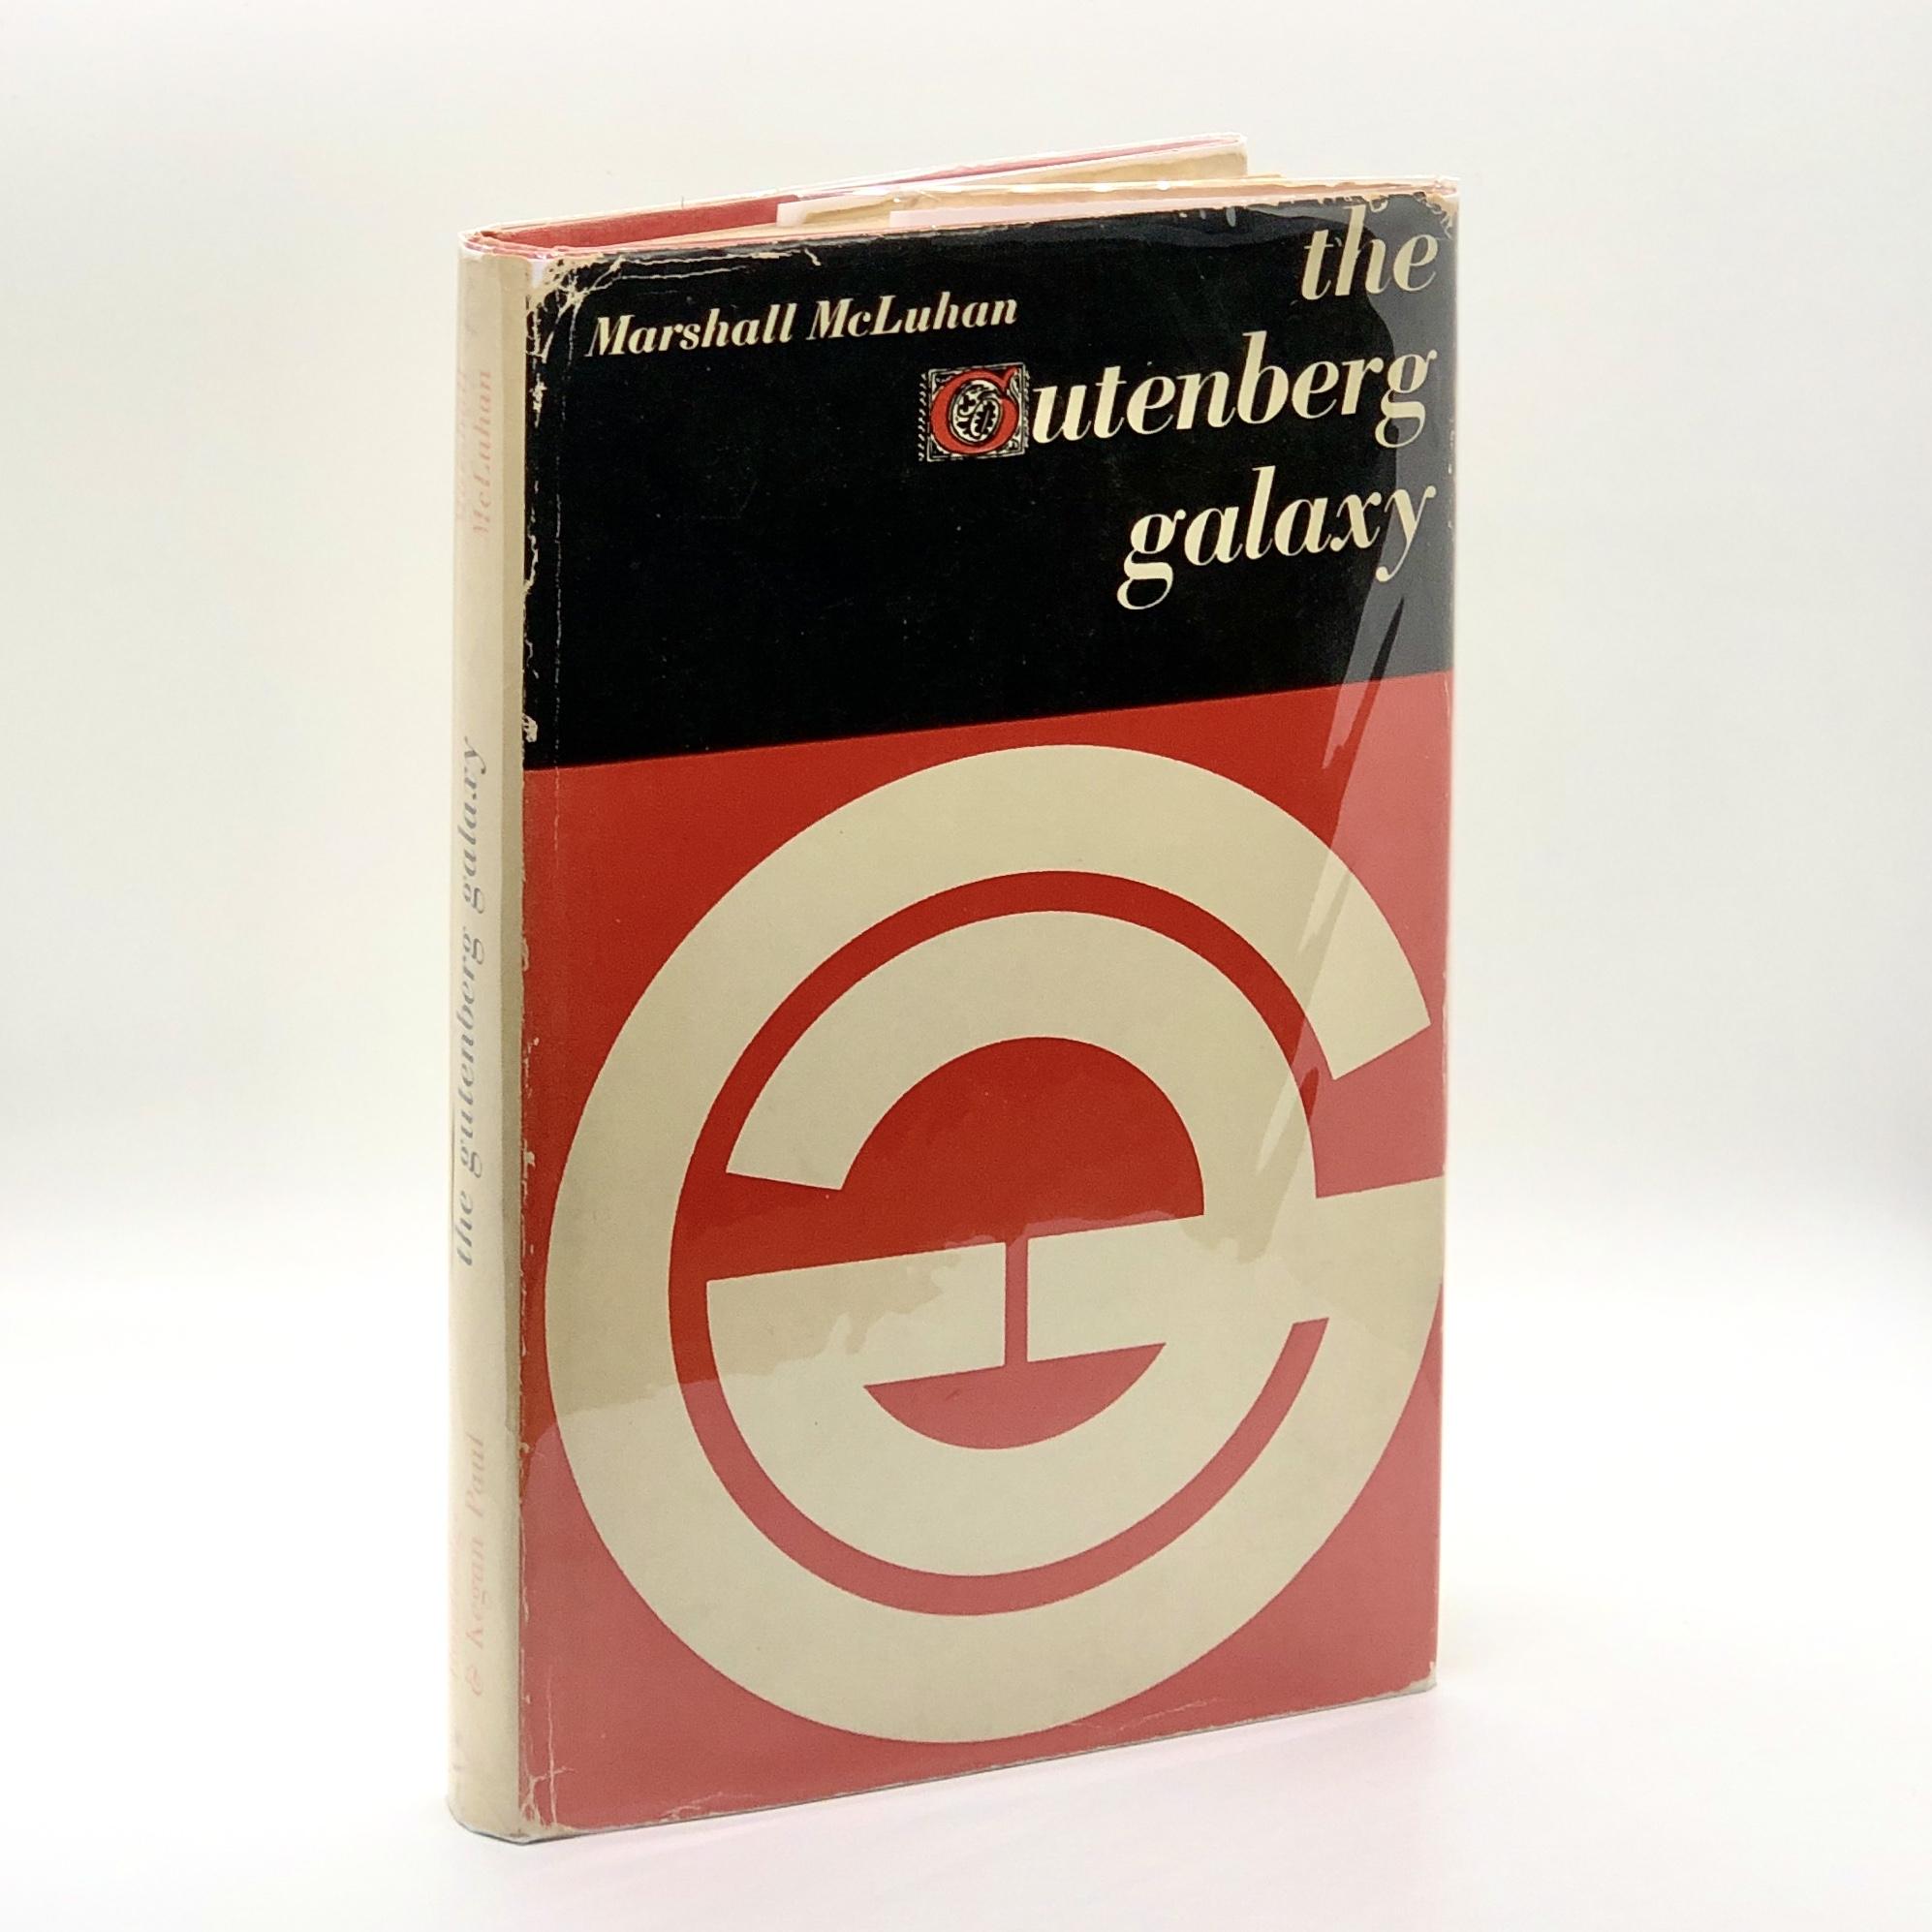 Marshall McLuhan
the
Gutenberg
galaxy
McLuhan
the gutenberg galaxy
& Kegan Paul